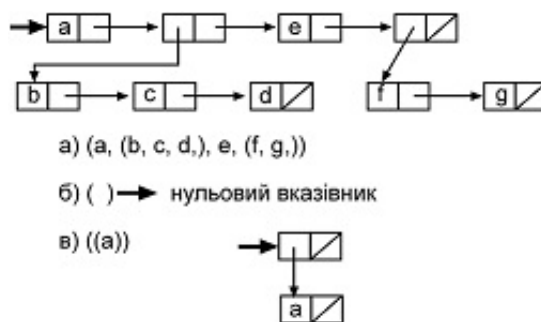 a e
b c d f g
а) (a, (b, c, d,), e, (f, g,))
б) ( ) нульовий вказівник
в) ((a))
a